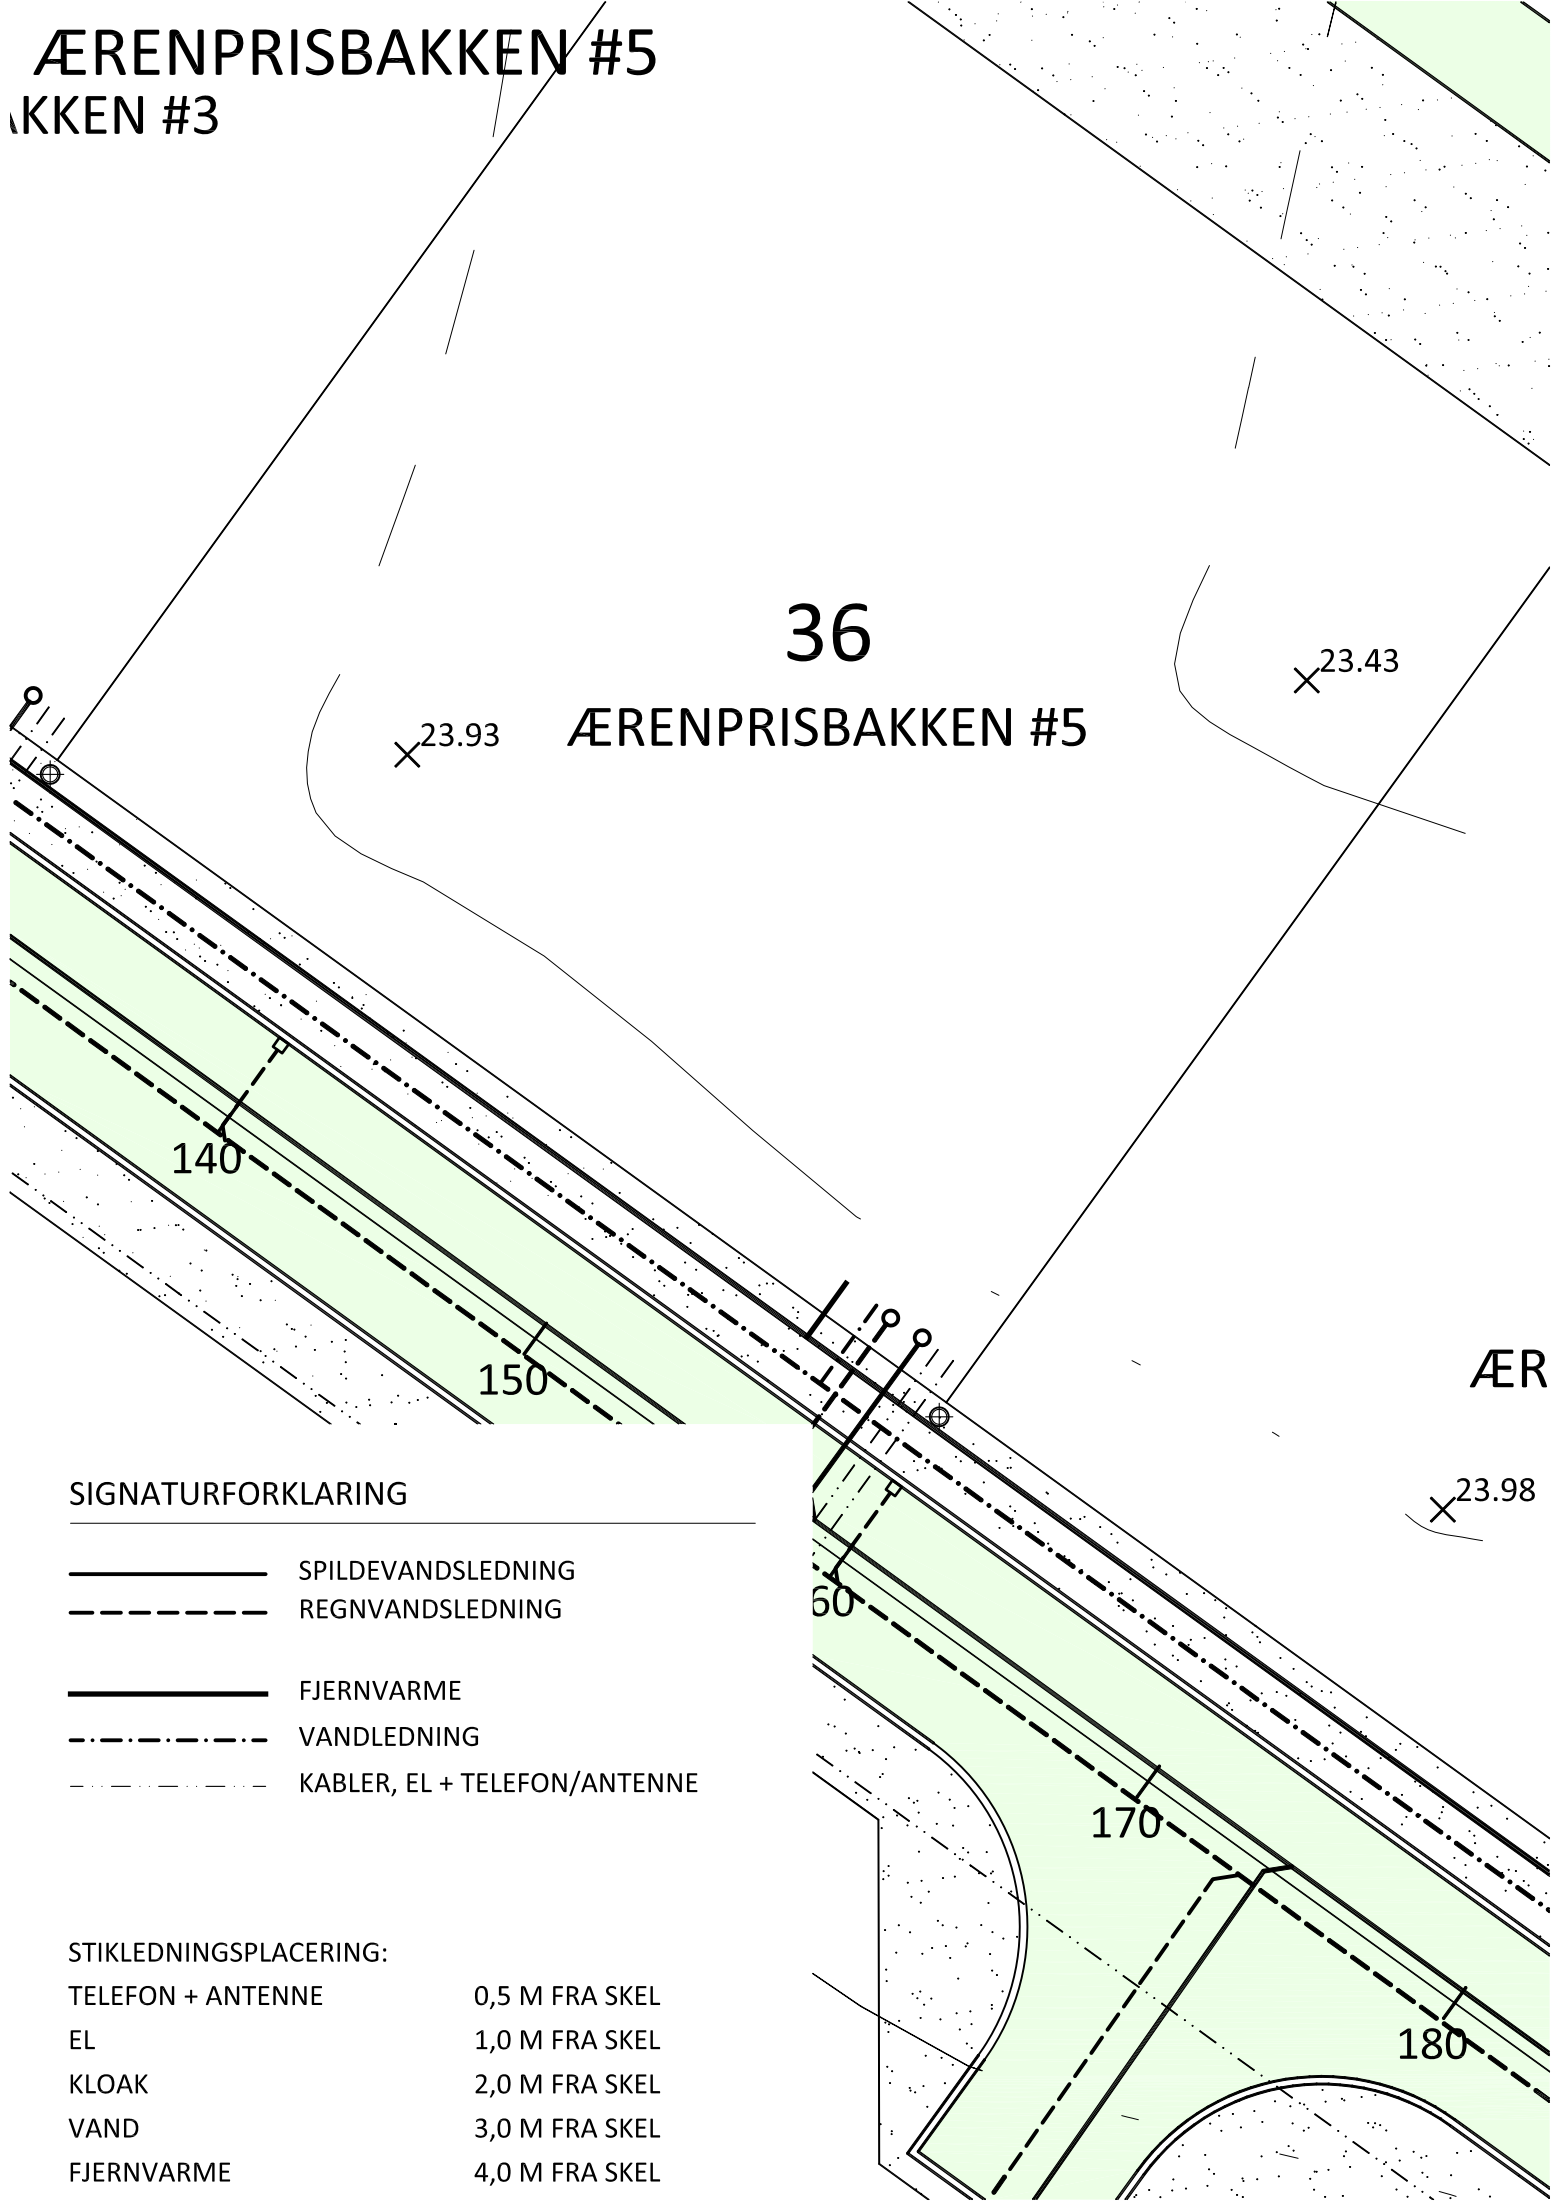 ÆRENPRISBAKKEN #5
KKEN #3
36
ÆRENPRISBAKKEN #5
23.43
23.93
140
150
ÆR
23.98
60
170
180
SIGNATURFORKLARING
SPILDEVANDSLEDNING
REGNVANDSLEDNING
FJERNVARME
VANDLEDNING
KABLER, EL + TELEFON/ANTENNE
STIKLEDNINGSPLACERING:
TELEFON + ANTENNE 0,5 M FRA SKEL
EL 1,0 M FRA SKEL
KLOAK 2,0 M FRA SKEL
VAND 3,0 M FRA SKEL
FJERNVARME 4,0 M FRA SKEL